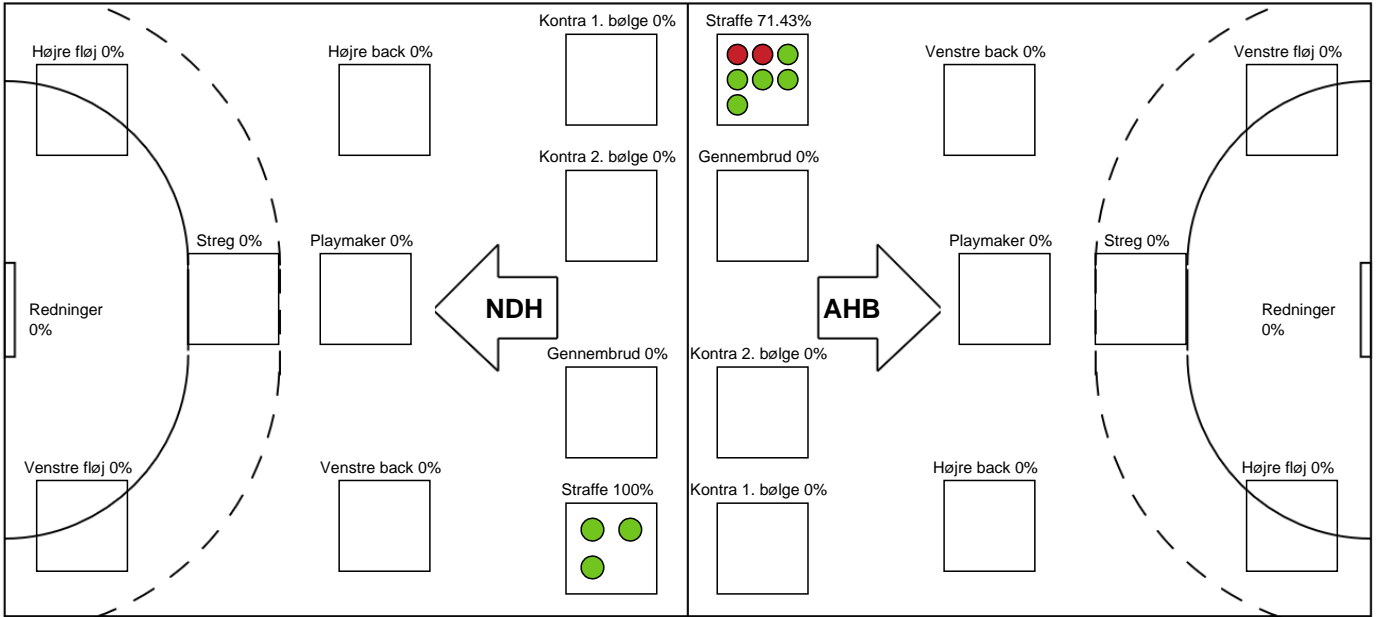 Kontra 1. bølge 0%
Straffe 71.43%
Højre fløj 0%
Højre back 0%
Venstre back 0%
Venstre fløj 0%
Kontra 2. bølge 0%
Gennembrud 0%
Streg 0%
Playmaker 0%
Playmaker 0%
Streg 0%
Redninger
0%
NDH
AHB
Redninger
0%
Gennembrud 0%
Kontra 2. bølge 0%
Venstre fløj 0%
Venstre back 0%
Højre back 0%
Højre fløj 0%
Straffe 100%
Kontra 1. bølge 0%